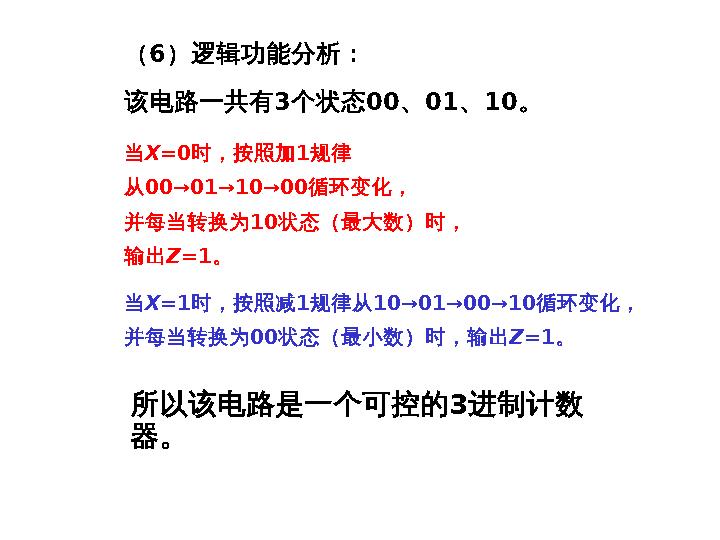 （6）逻辑功能分析：
该电路一共有3个状态00、01、10。
当X=0时，按照加1规律
从00→01→10→00循环变化，
并每当转换为10状态（最大数）时，
输出Z=1。
当X=1时，按照减1规律从10→01→00→10循环变化，
并每当转换为00状态（最小数）时，输出Z=1。
所以该电路是一个可控的3进制计数
器。